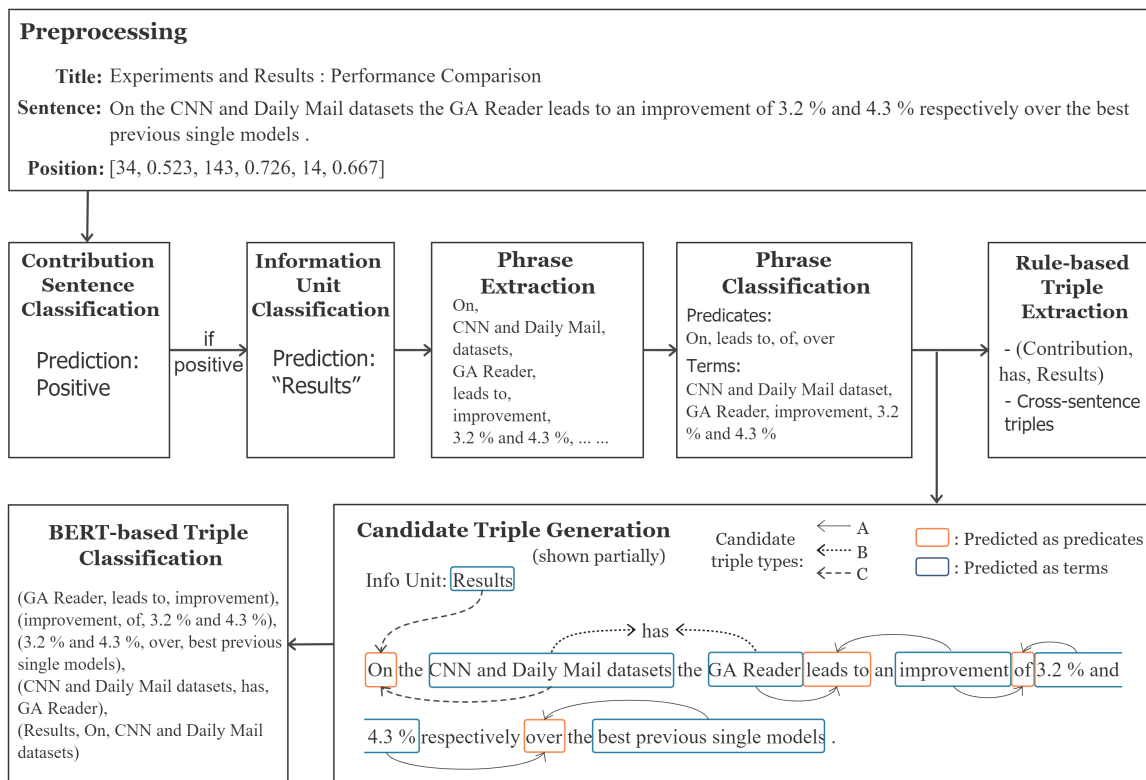 Preprocessing
Title: Experiments and Results : Performance Comparison
Sentence: On the CNN and Daily Mail datasets the GA Reader leads to an improvement of 3.2 % and 4.3 % respectively over the best
previous single models .
Position: [34, 0.523, 143, 0.726, 14, 0.667]
Contribution
Sentence
Classification
Prediction:
Positive
if
positive
Information
Unit
Classification
Prediction:
“Results”
Phrase
Extraction
On,
CNN and Daily Mail,
datasets,
GA Reader,
leads to,
improvement,
3.2 % and 4.3 %, ... ...
Phrase
Classification
Predicates:
On, leads to, of, over
Terms:
CNN and Daily Mail dataset,
GA Reader, improvement, 3.2
% and 4.3 %
Rule-based
Triple
Extraction
- (Contribution,
has, Results)
- Cross-sentence
triples
BERT-based Triple
Classification
(GA Reader, leads to, improvement),
(improvement, of, 3.2 % and 4.3 %),
(3.2 % and 4.3 %, over, best previous
single models),
(CNN and Daily Mail datasets, has,
GA Reader),
(Results, On, CNN and Daily Mail
datasets)
Candidate Triple Generation
(shown partially)
Candidate
triple types:
A
B
C
: Predicted as predicates
: Predicted as terms
Info Unit: Results
has
On the CNN and Daily Mail datasets the GA Reader leads to an improvement of 3.2 % and
4.3 % respectively over the best previous single models .